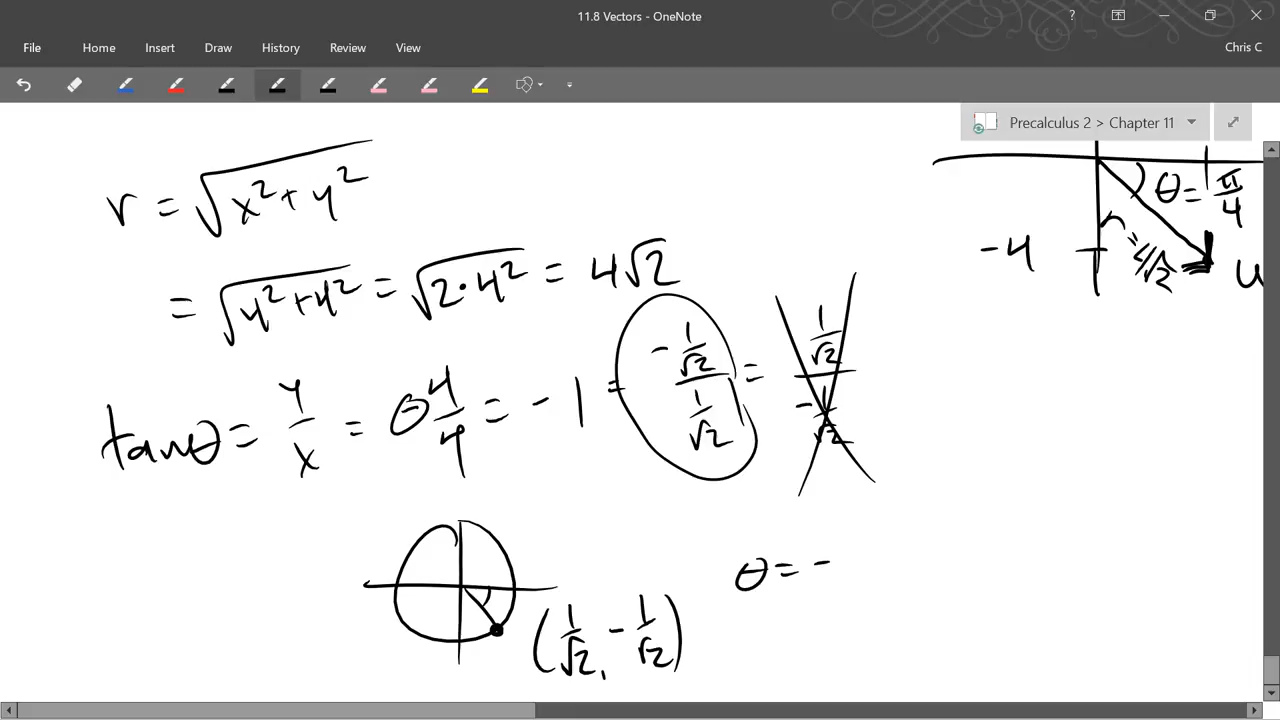 11.8 Vectors - OneNote
File Home Insert Draw History Review View
Chris C
Precalculus 2 > Chapter 11
r = √(x² + y²)
= √(4² + 4²) = √(2 • 4²) = 4√2
tanθ = y/x = -4/4 = -1 = (-1/√2)/(1/√2) = (1/√2)/(-1/√2)
(1/√2, -1/√2)
θ = -
θ = π/4
-4
r = 4√2
u